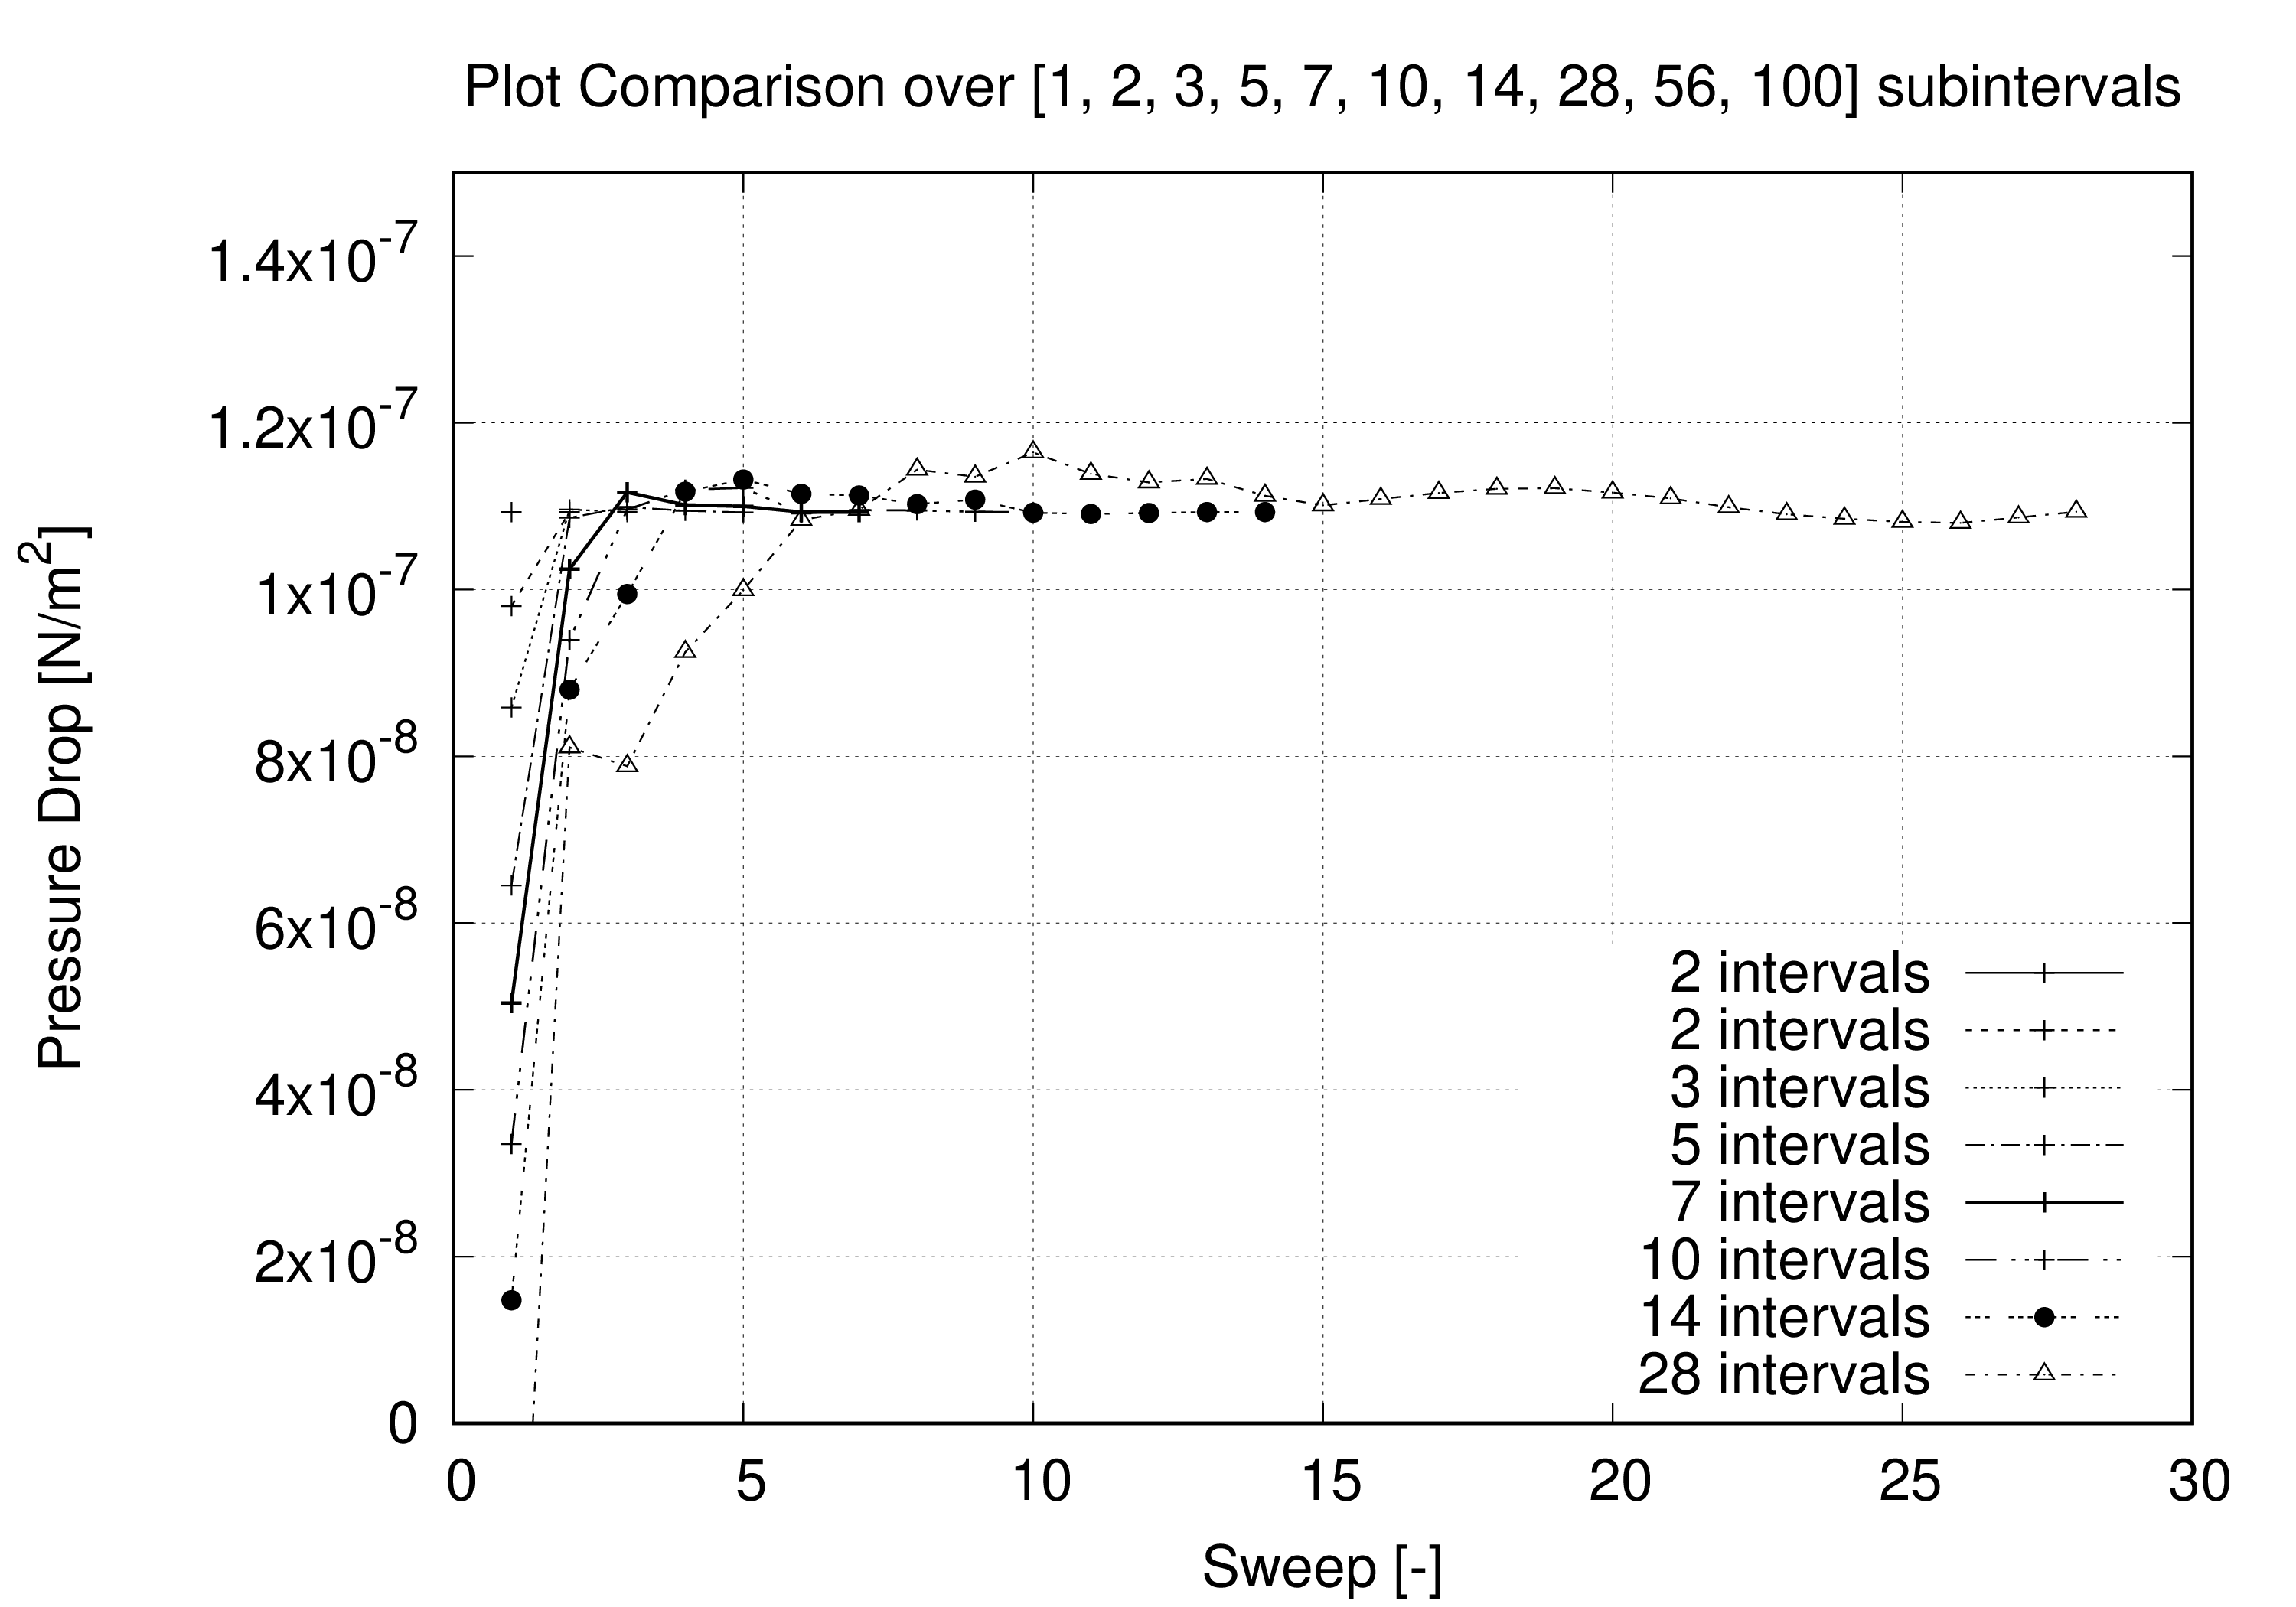 Plot Comparison over [1, 2, 3, 5, 7, 10, 14, 28, 56, 100] subintervals
Pressure Drop [N/m²]
1.4x10⁻⁷
1.2x10⁻⁷
1x10⁻⁷
8x10⁻⁸
6x10⁻⁸
4x10⁻⁸
2x10⁻⁸
0
2 intervals
2 intervals
3 intervals
5 intervals
7 intervals
10 intervals
14 intervals
28 intervals
0 5 10 15 20 25 30
Sweep [-]